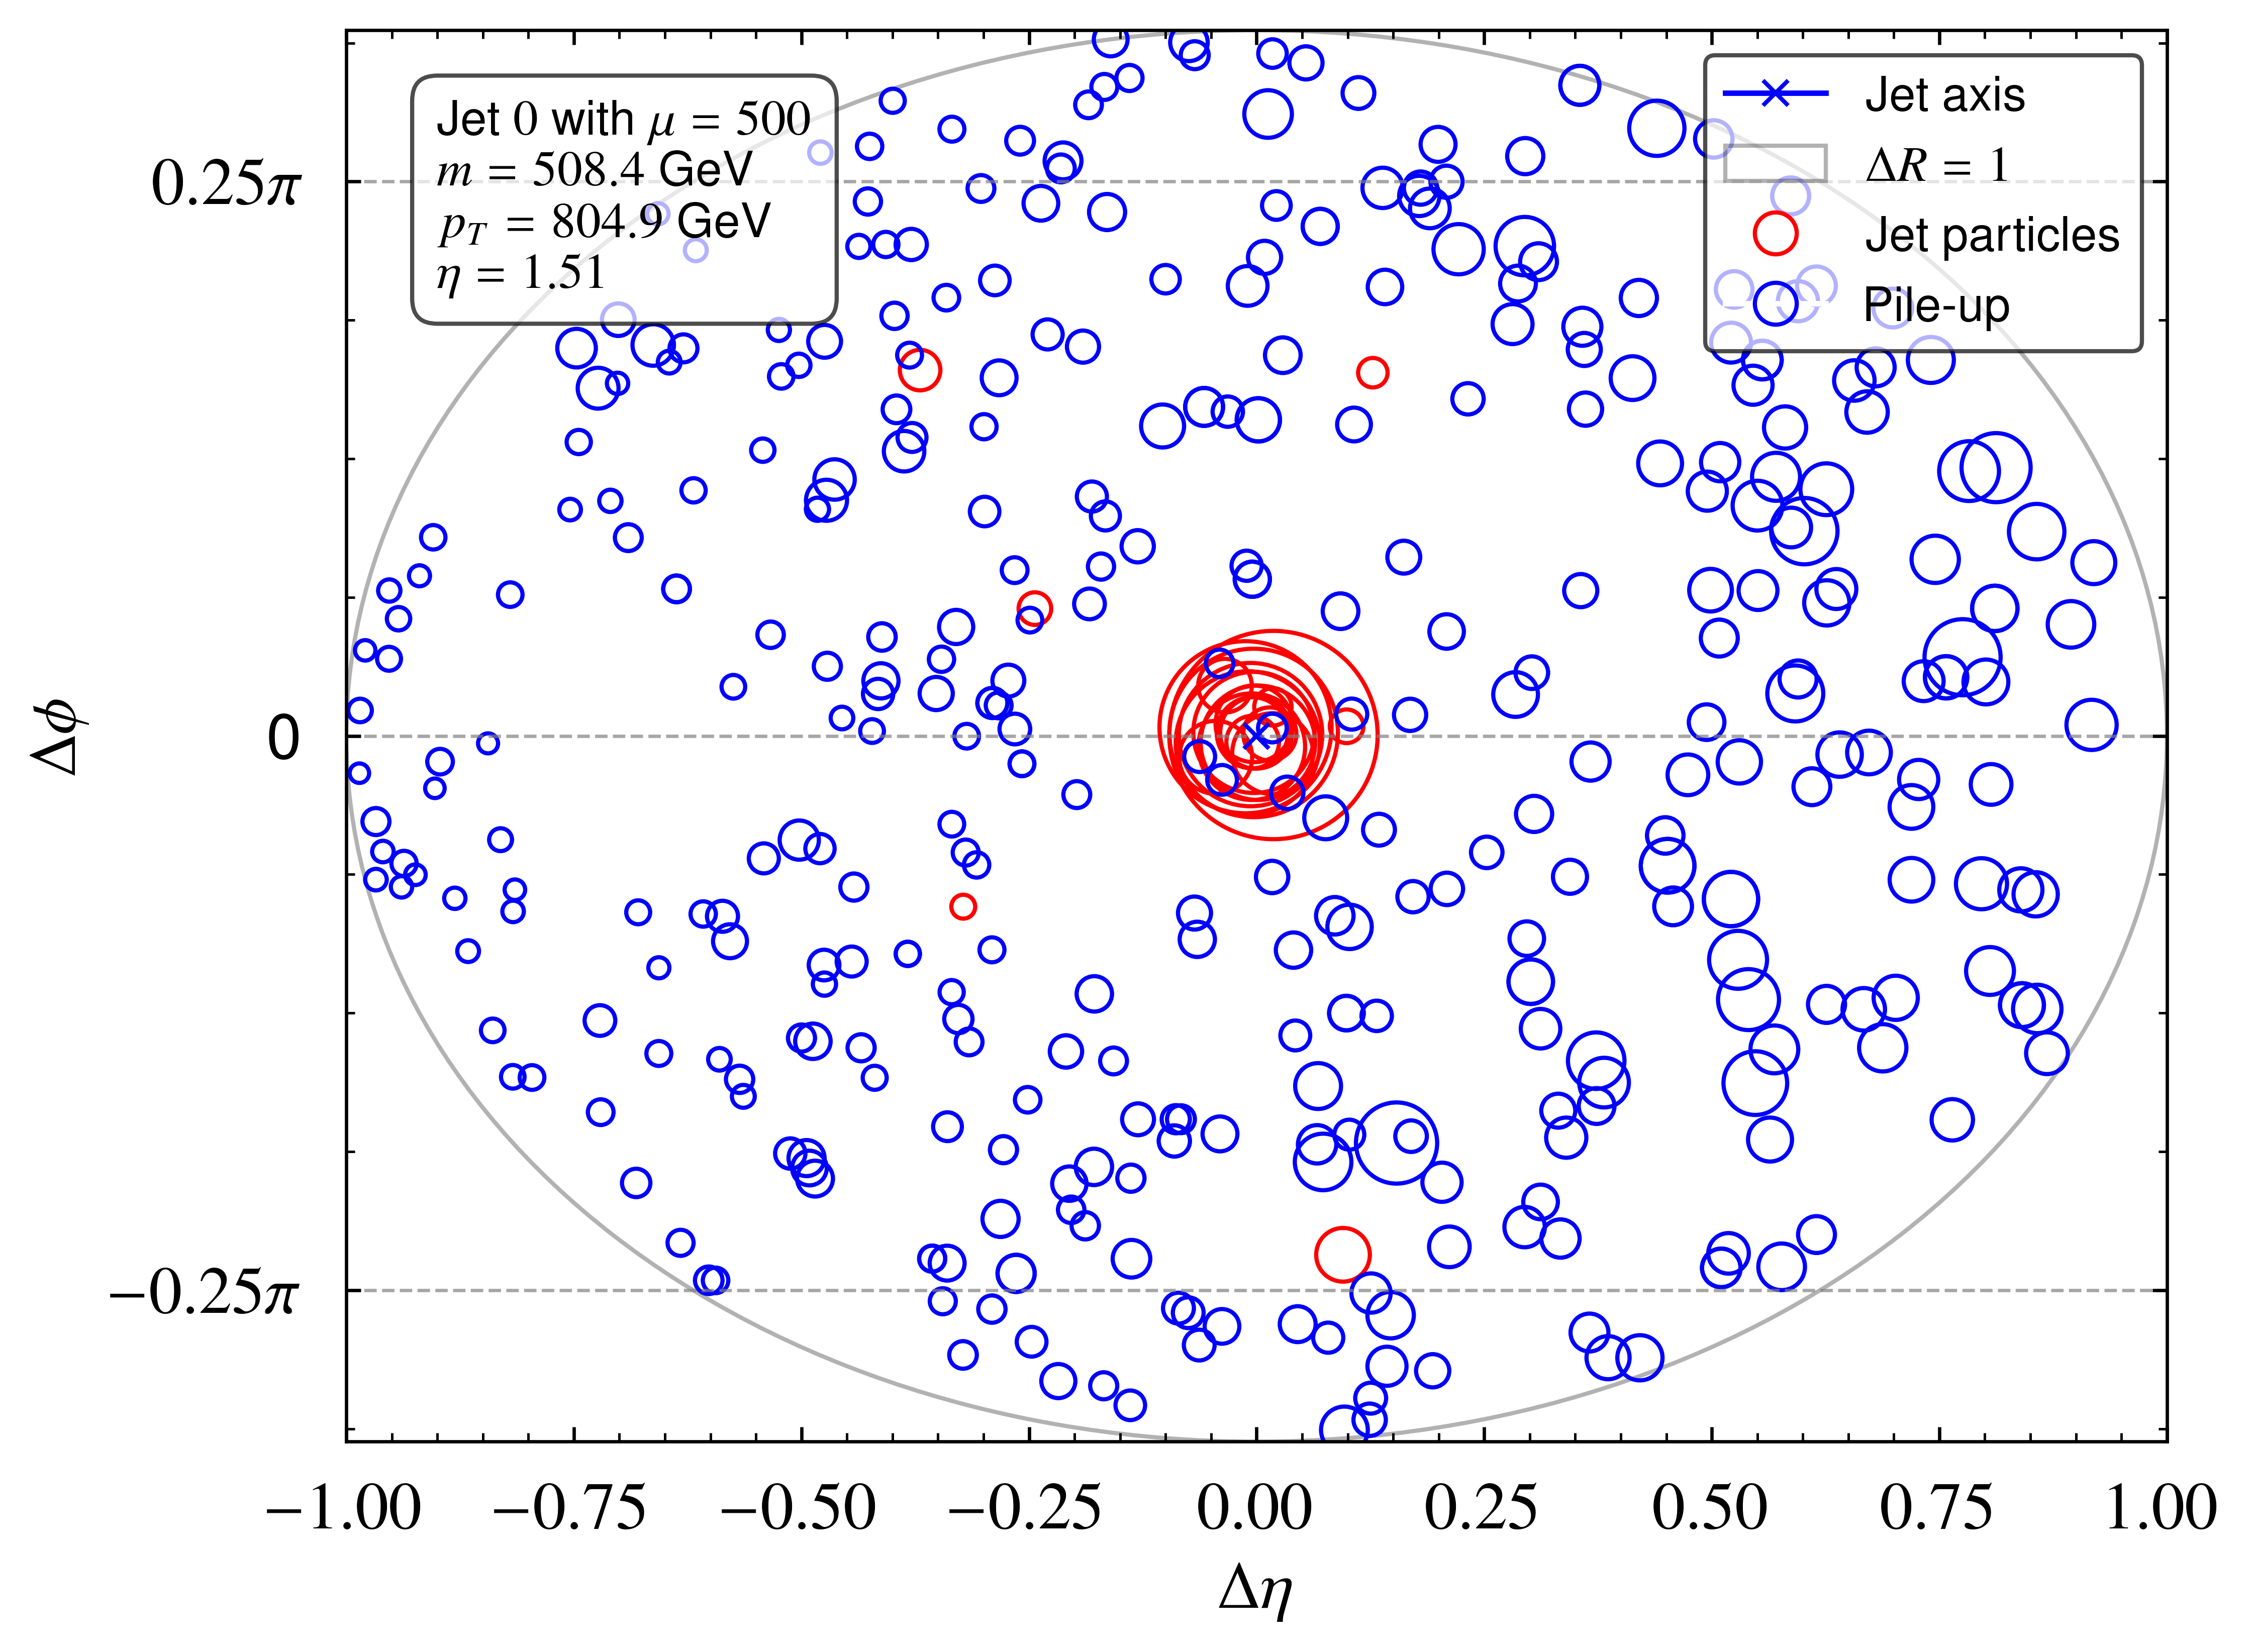 Jet 0 with μ = 500
m = 508.4 GeV
p_T = 804.9 GeV
η = 1.51
Jet axis
ΔR = 1
Jet particles
Pile-up
0.25π
0
−0.25π
Δϕ
−1.00 −0.75 −0.50 −0.25 0.00 0.25 0.50 0.75 1.00
Δη